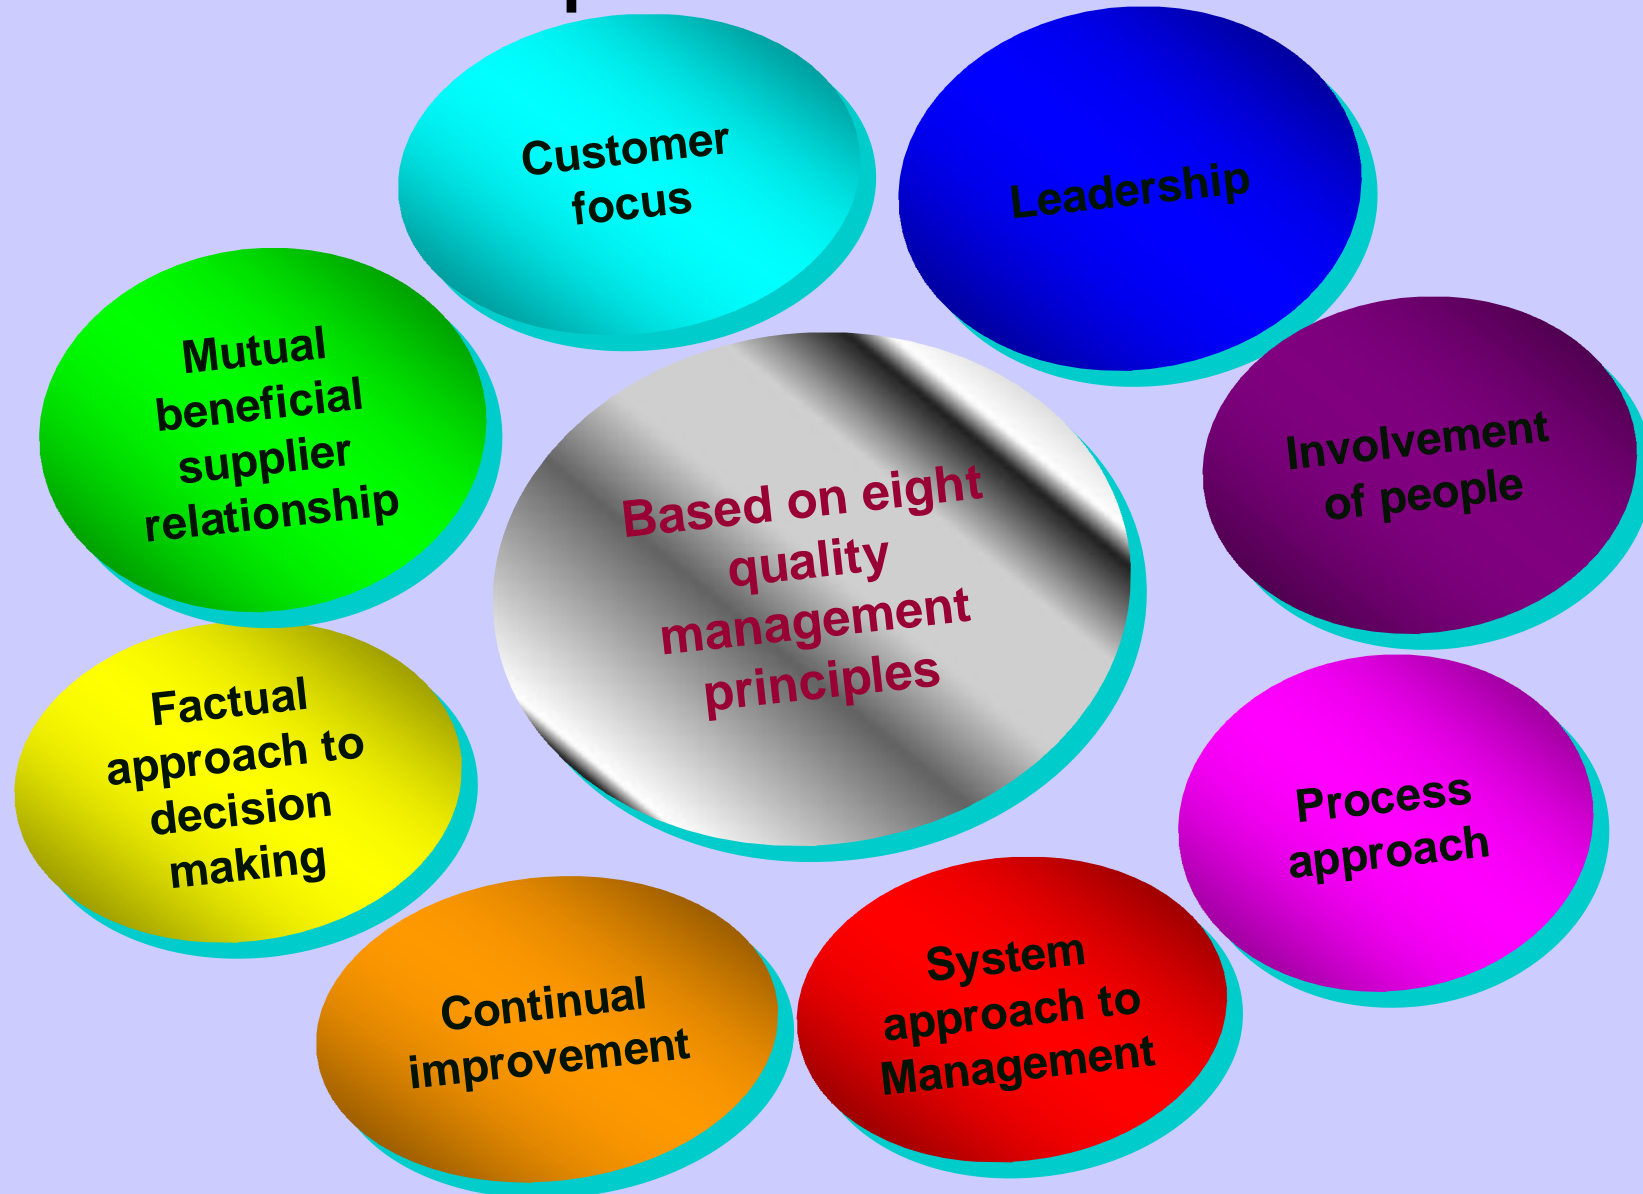 Customer
focus
Leadership
Mutual
beneficial
supplier
relationship
Involvement
of people
Based on eight
quality
management
principles
Factual
approach to
decision
making
Process
approach
Continual
improvement
System
approach to
Management